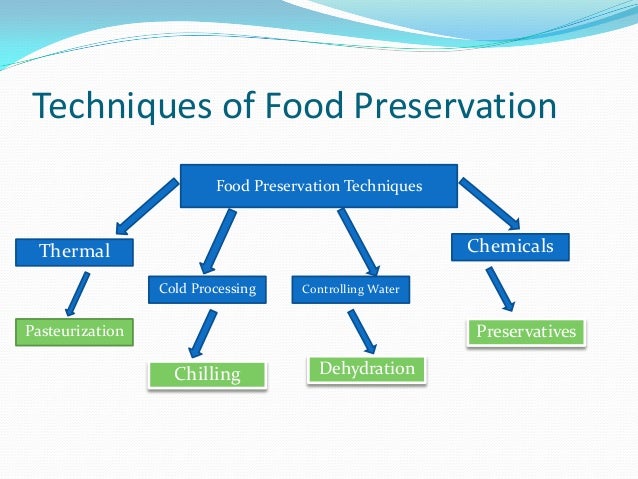 Techniques of Food Preservation
Food Preservation Techniques
Thermal
Chemicals
Cold Processing
Controlling Water
Pasteurization
Preservatives
Chilling
Dehydration